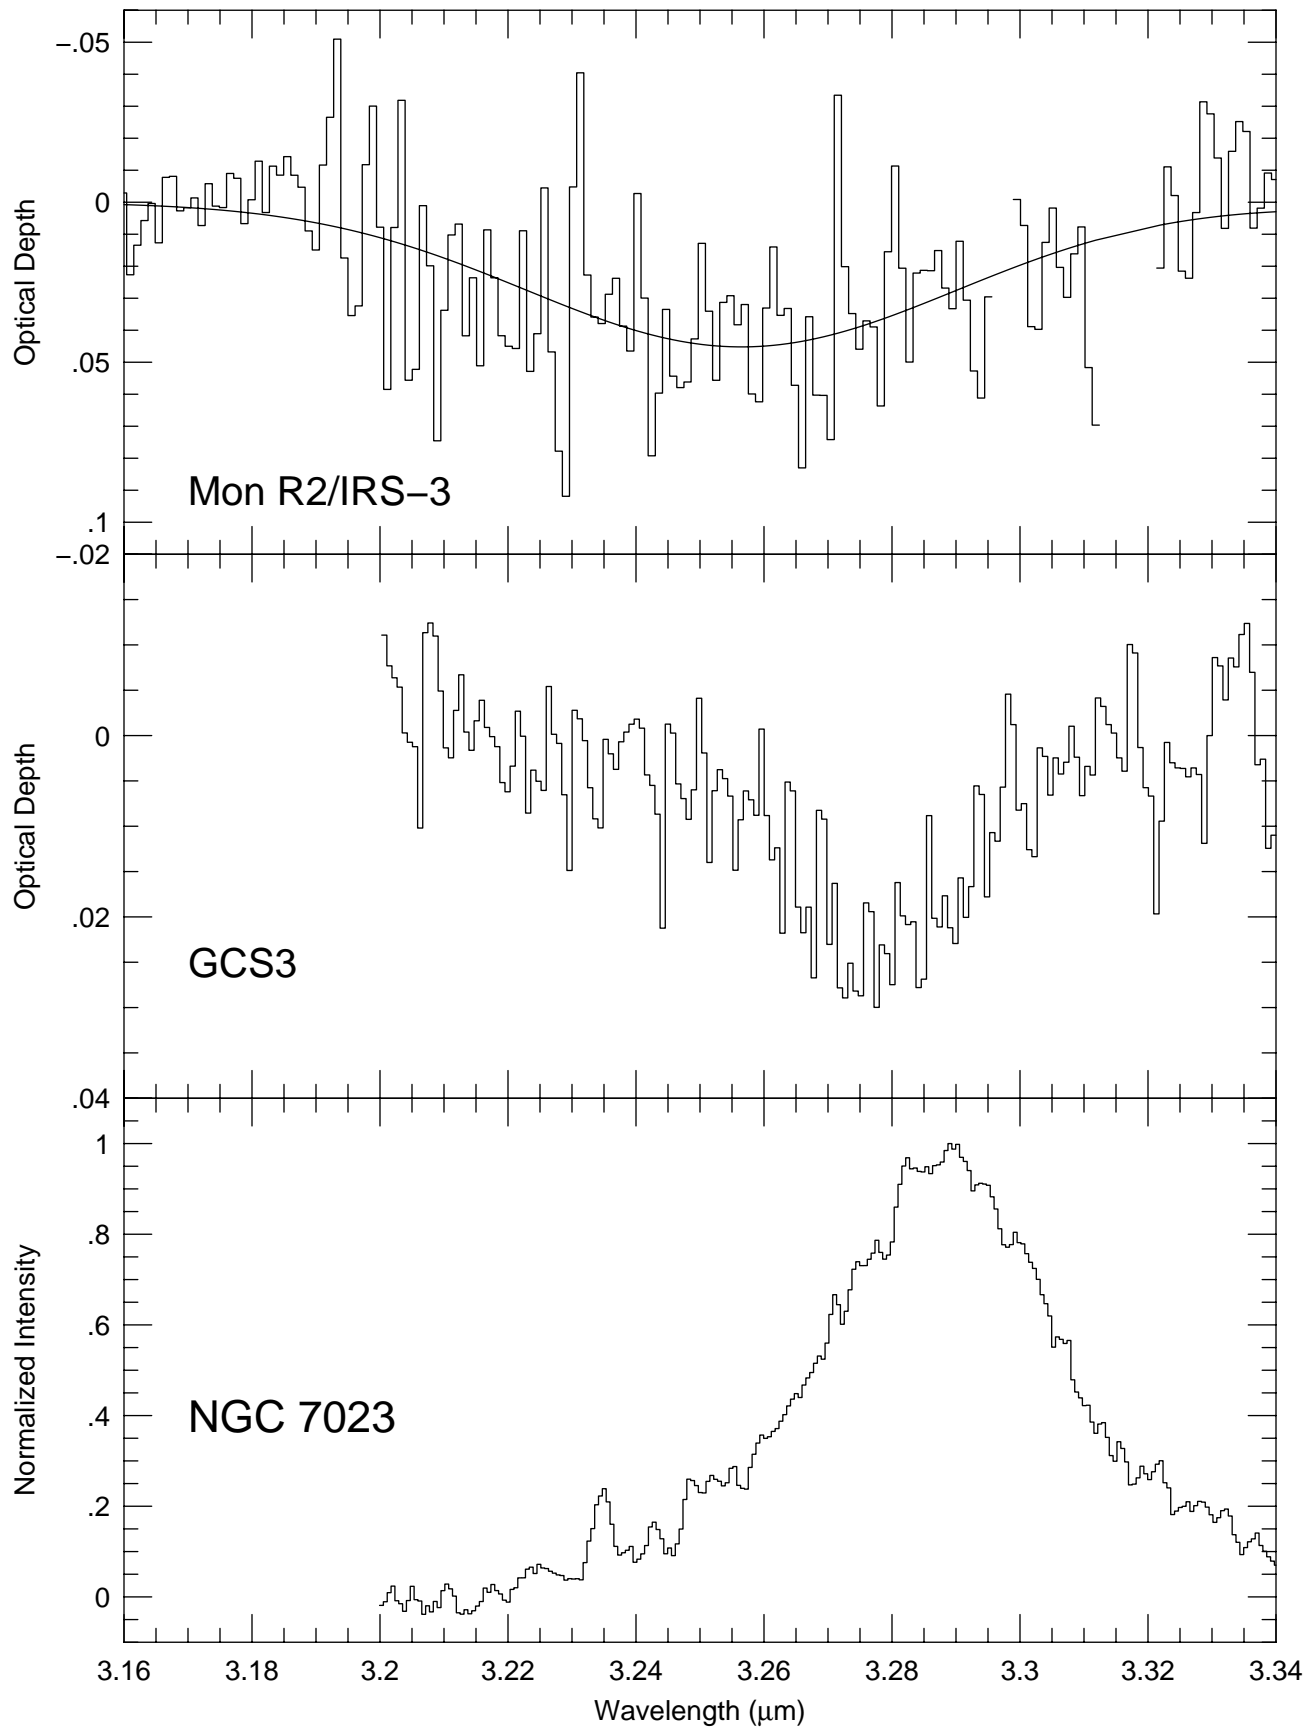 −.05
0
.05
.1
Optical Depth
Mon R2/IRS−3
−.02
0
.02
.04
Optical Depth
GCS3
1
.8
.6
.4
.2
0
Normalized Intensity
NGC 7023
3.16 3.18 3.2 3.22 3.24 3.26 3.28 3.3 3.32 3.34
Wavelength (μm)